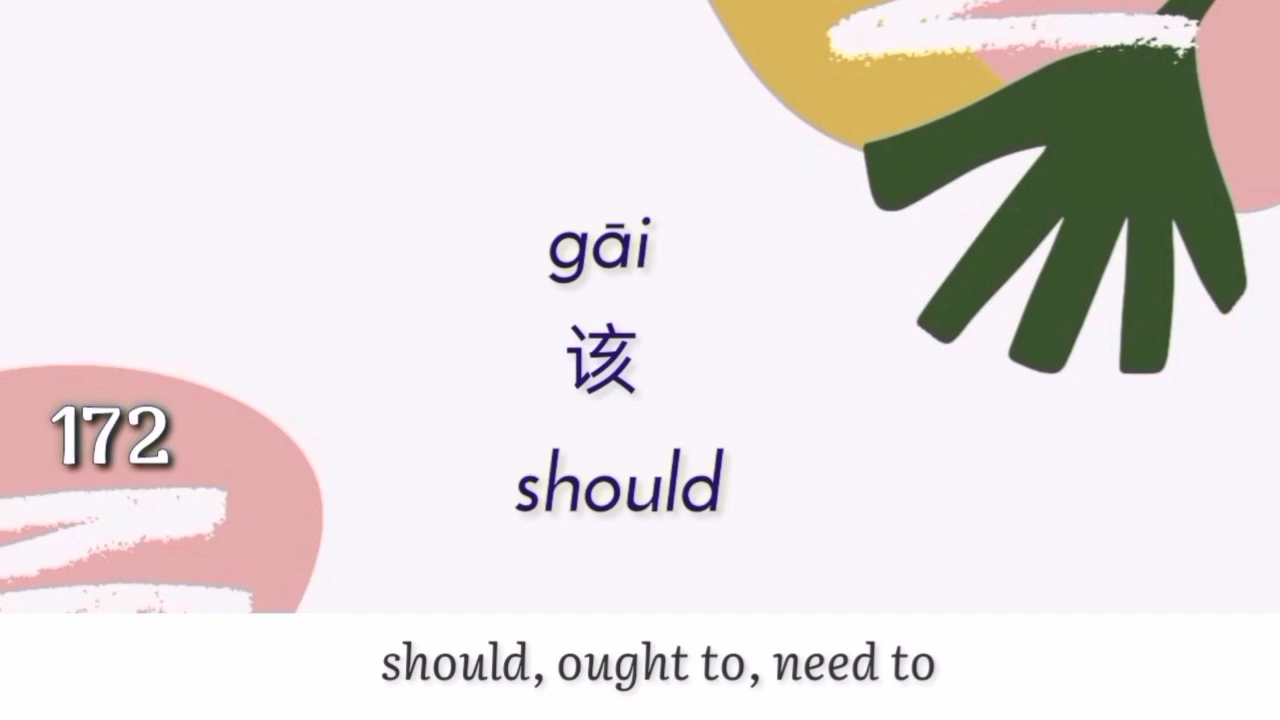 gāi
该
should
172
should, ought to, need to